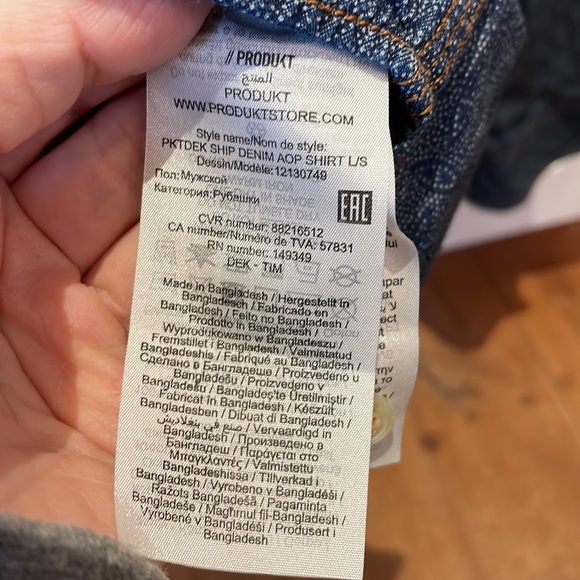 // PRODUKT
المنتج
PRODUKT
WWW.PRODUKTSTORE.COM
Style name/Nom de style:
PKTDEK SHIP DENIM AOP SHIRT L/S
Dessin/Modèle:12130749
Пол:Мужской
Категория:Рубашки
EAC
CVR number: 88216512
CA number/Numéro de TVA: 57831
RN number: 149349
DEK - TIM
Made in Bangladesh / Hergestellt in
Bangladesch / Fabricado en
Bangladesh / Feito no Bangladesh /
Prodotto in Bangladesh /
Wyprodukowano w Bangladeszu /
Fremstillet i Bangladesh / Valmistatud
Bangladeshis / Fabriqué au Bangladesh /
Сделано в Бангладеше / Proizvedeno u
Bangladešu / Proizvedeno v
Bangladešu / Bangladeş'te Üretilmiştir /
Fabricat în Bangladesh / Készült
Bangladesben / Dibuat di Bangladesh /
صنع في بنغلاديش / Vervaardigd in
Bangladesh / Произведено в
Бангладеш / Παράγεται στο
Μπαγκλαντές / Valmistettu
Bangladeshissa / Tillverkad i
Bangladesh / Vyrobeno v Bangladéši /
Ražots Bangladešā / Pagaminta
Bangladeše / Magħmul fil-Bangladesh /
Vyrobené v Bangladéši / Produsert i
Bangladesh